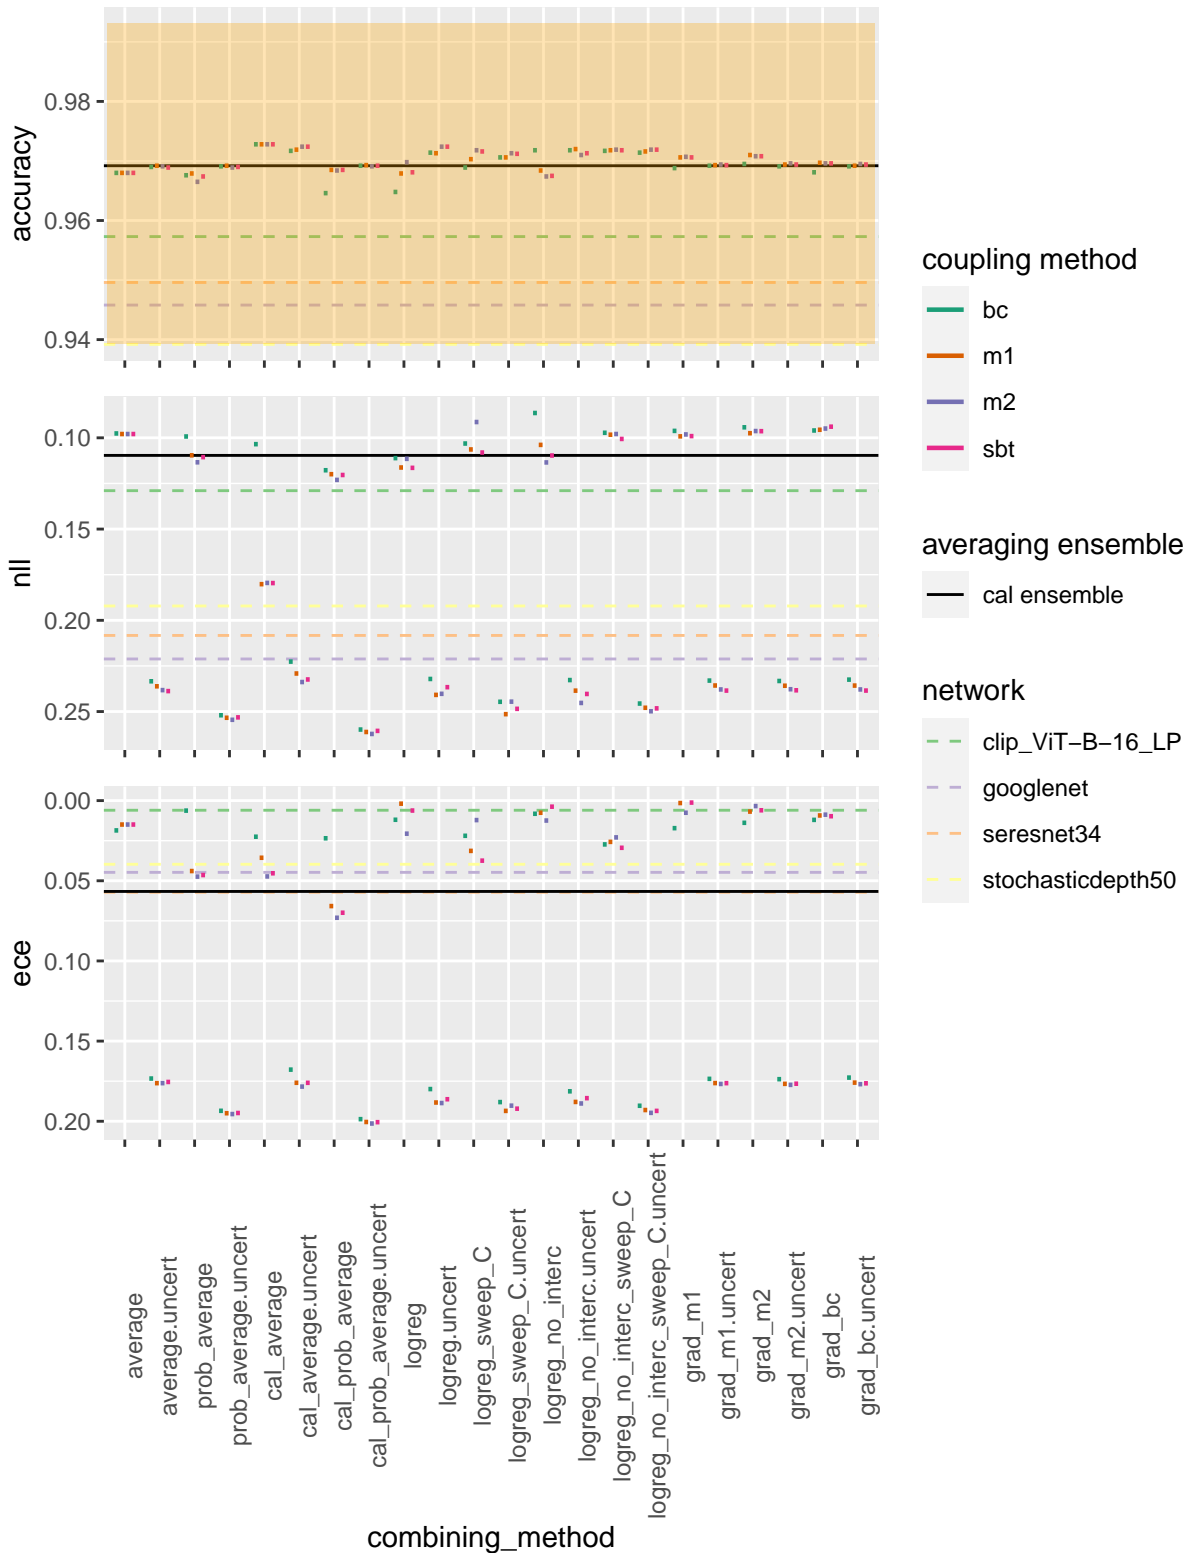 accuracy
0.98
0.96
0.94
nll
0.10
0.15
0.20
0.25
ece
0.00
0.05
0.10
0.15
0.20
average
average.uncert
prob_average
prob_average.uncert
cal_average
cal_average.uncert
cal_prob_average
cal_prob_average.uncert
logreg
logreg.uncert
logreg_sweep_C
logreg_sweep_C.uncert
logreg_no_interc
logreg_no_interc.uncert
logreg_no_interc_sweep_C
logreg_no_interc_sweep_C.uncert
grad_m1
grad_m1.uncert
grad_m2
grad_m2.uncert
grad_bc
grad_bc.uncert
combining_method
coupling method
bc
m1
m2
sbt
averaging ensemble
cal ensemble
network
clip_ViT−B−16_LP
googlenet
seresnet34
stochasticdepth50